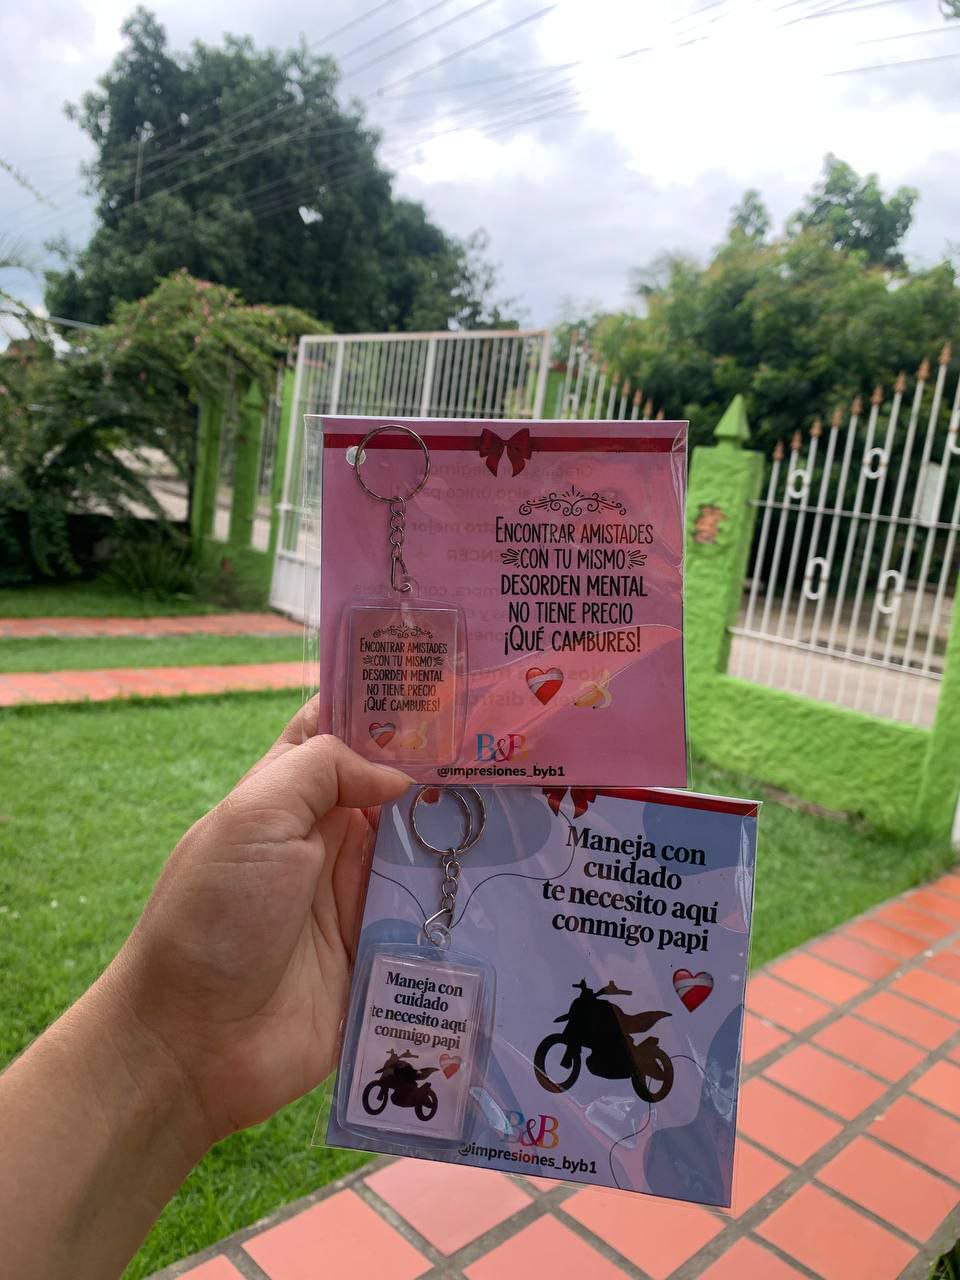 ENCONTRAR AMISTADES
CON TU MISMO
DESORDEN MENTAL
NO TIENE PRECIO
¡QUÉ CAMBURES!
B&B
@impresiones_byb1
ENCONTRAR AMISTADES
CON TU MISMO
DESORDEN MENTAL
NO TIENE PRECIO
¡QUÉ CAMBURES!
Maneja con
cuidado
te necesito aquí
conmigo papi
B&B
@impresiones_byb1
Maneja con
cuidado
te necesito aquí
conmigo papi